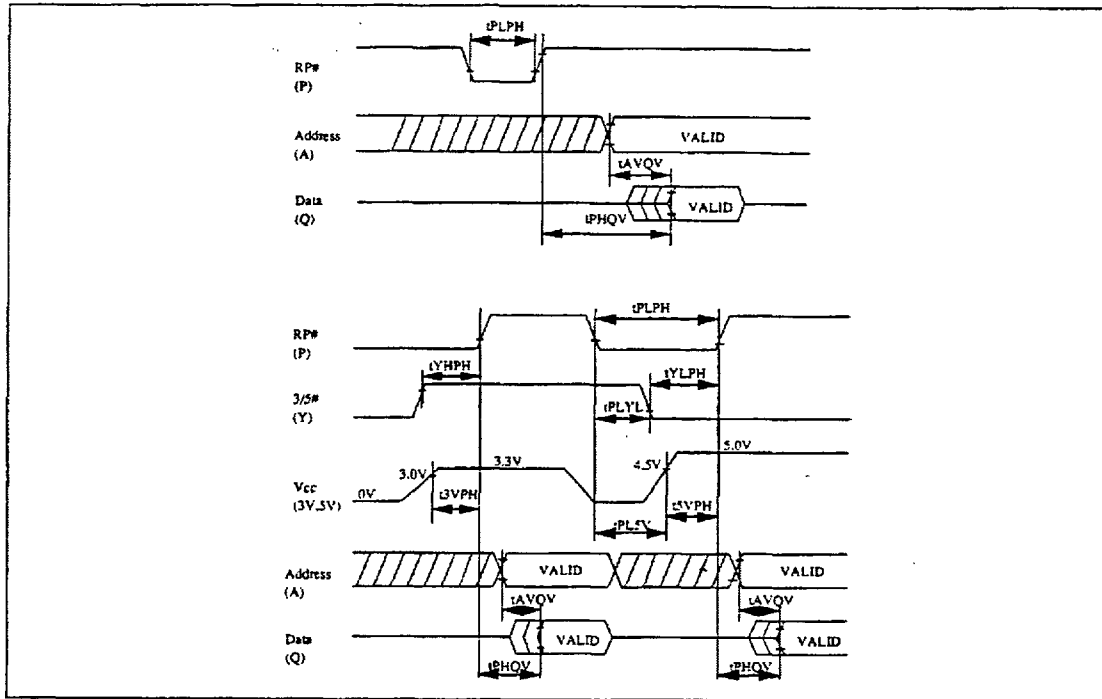 tPLPH
RP#
(P)
Address
(A)
VALID
tAVQV
Data
(Q)
VALID
tPHQV
tPLPH
RP#
(P)
tYHPH
tYLPH
3/5#
(Y)
tPLYL
5.0V
3.0V
3.3V
4.5V
0V
Vcc
(3V,5V)
t3VPH
t5VPH
tPL5V
Address
(A)
VALID
VALID
tAVQV
tAVQV
Data
(Q)
VALID
VALID
tPHQV
tPHQV